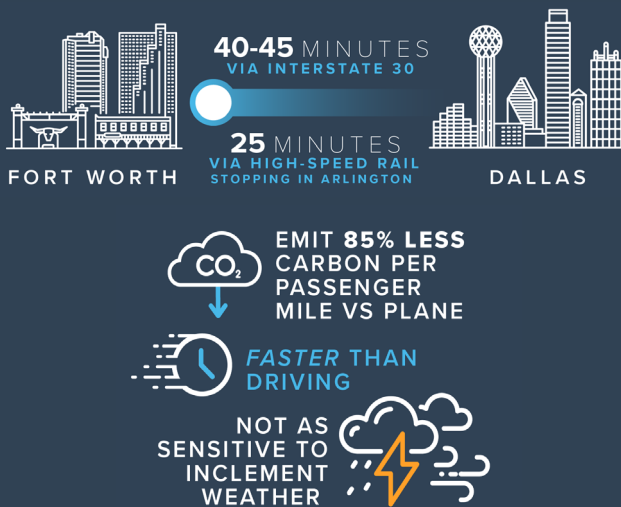 40-45 MINUTES
VIA INTERSTATE 30
25 MINUTES
VIA HIGH-SPEED RAIL
STOPPING IN ARLINGTON
FORT WORTH
DALLAS
CO₂
EMIT 85% LESS
CARBON PER
PASSENGER
MILE VS PLANE
FASTER THAN
DRIVING
NOT AS
SENSITIVE TO
INCLEMENT
WEATHER